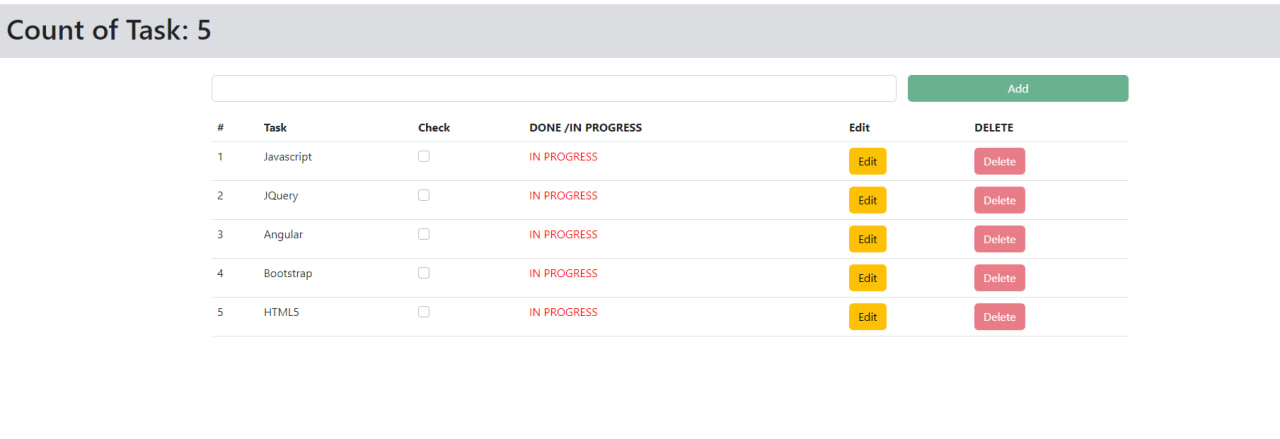 Count of Task: 5
Add
# Task Check DONE /IN PROGRESS Edit DELETE
1 Javascript IN PROGRESS Edit Delete
2 JQuery IN PROGRESS Edit Delete
3 Angular IN PROGRESS Edit Delete
4 Bootstrap IN PROGRESS Edit Delete
5 HTML5 IN PROGRESS Edit Delete